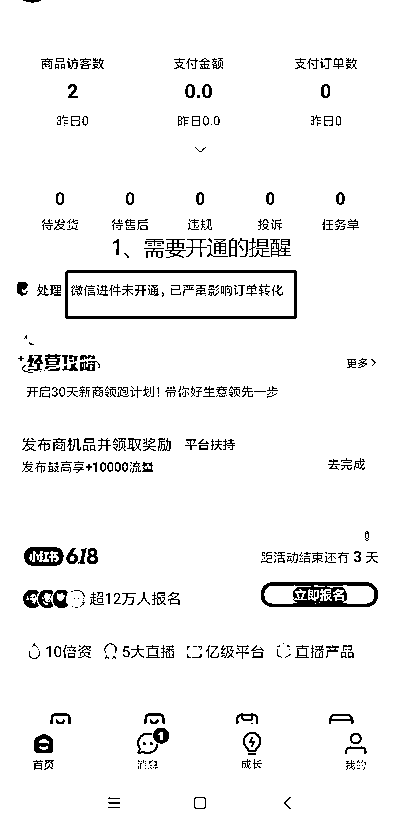 商品访客数 支付金额 支付订单数
2 0.0 0
昨日0 昨日0.0 昨日0
0 0 0 0 0
待发货 待售后 违规 投诉 任务单
1、需要开通的提醒
处理 微信进件未开通，已严重影响订单转化
经营攻略 更多>
开启30天新商领跑计划！带你好生意领先一步
发布商机品并领取奖励 平台扶持
发布最高享+10000流量 去完成
小红书 618 距活动结束还有 3 天
超12万人报名 立即报名
10倍资 5大直播 亿级平台 直播产品
1
首页 消息 成长 我的